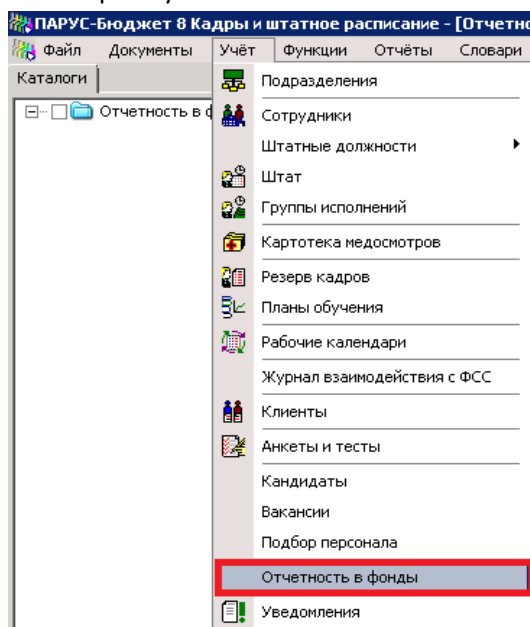 ПАРУС-Бюджет 8 Кадры и штатное расписание - [Отчетно
Файл Документы Учёт Функции Отчёты Словари
Каталоги
Отчетность в ф
Подразделения
Сотрудники
Штатные должности
Штат
Группы исполнений
Картотека медосмотров
Резерв кадров
Планы обучения
Рабочие календари
Журнал взаимодействия с ФСС
Клиенты
Анкеты и тесты
Кандидаты
Вакансии
Подбор персонала
Отчетность в фонды
Уведомления